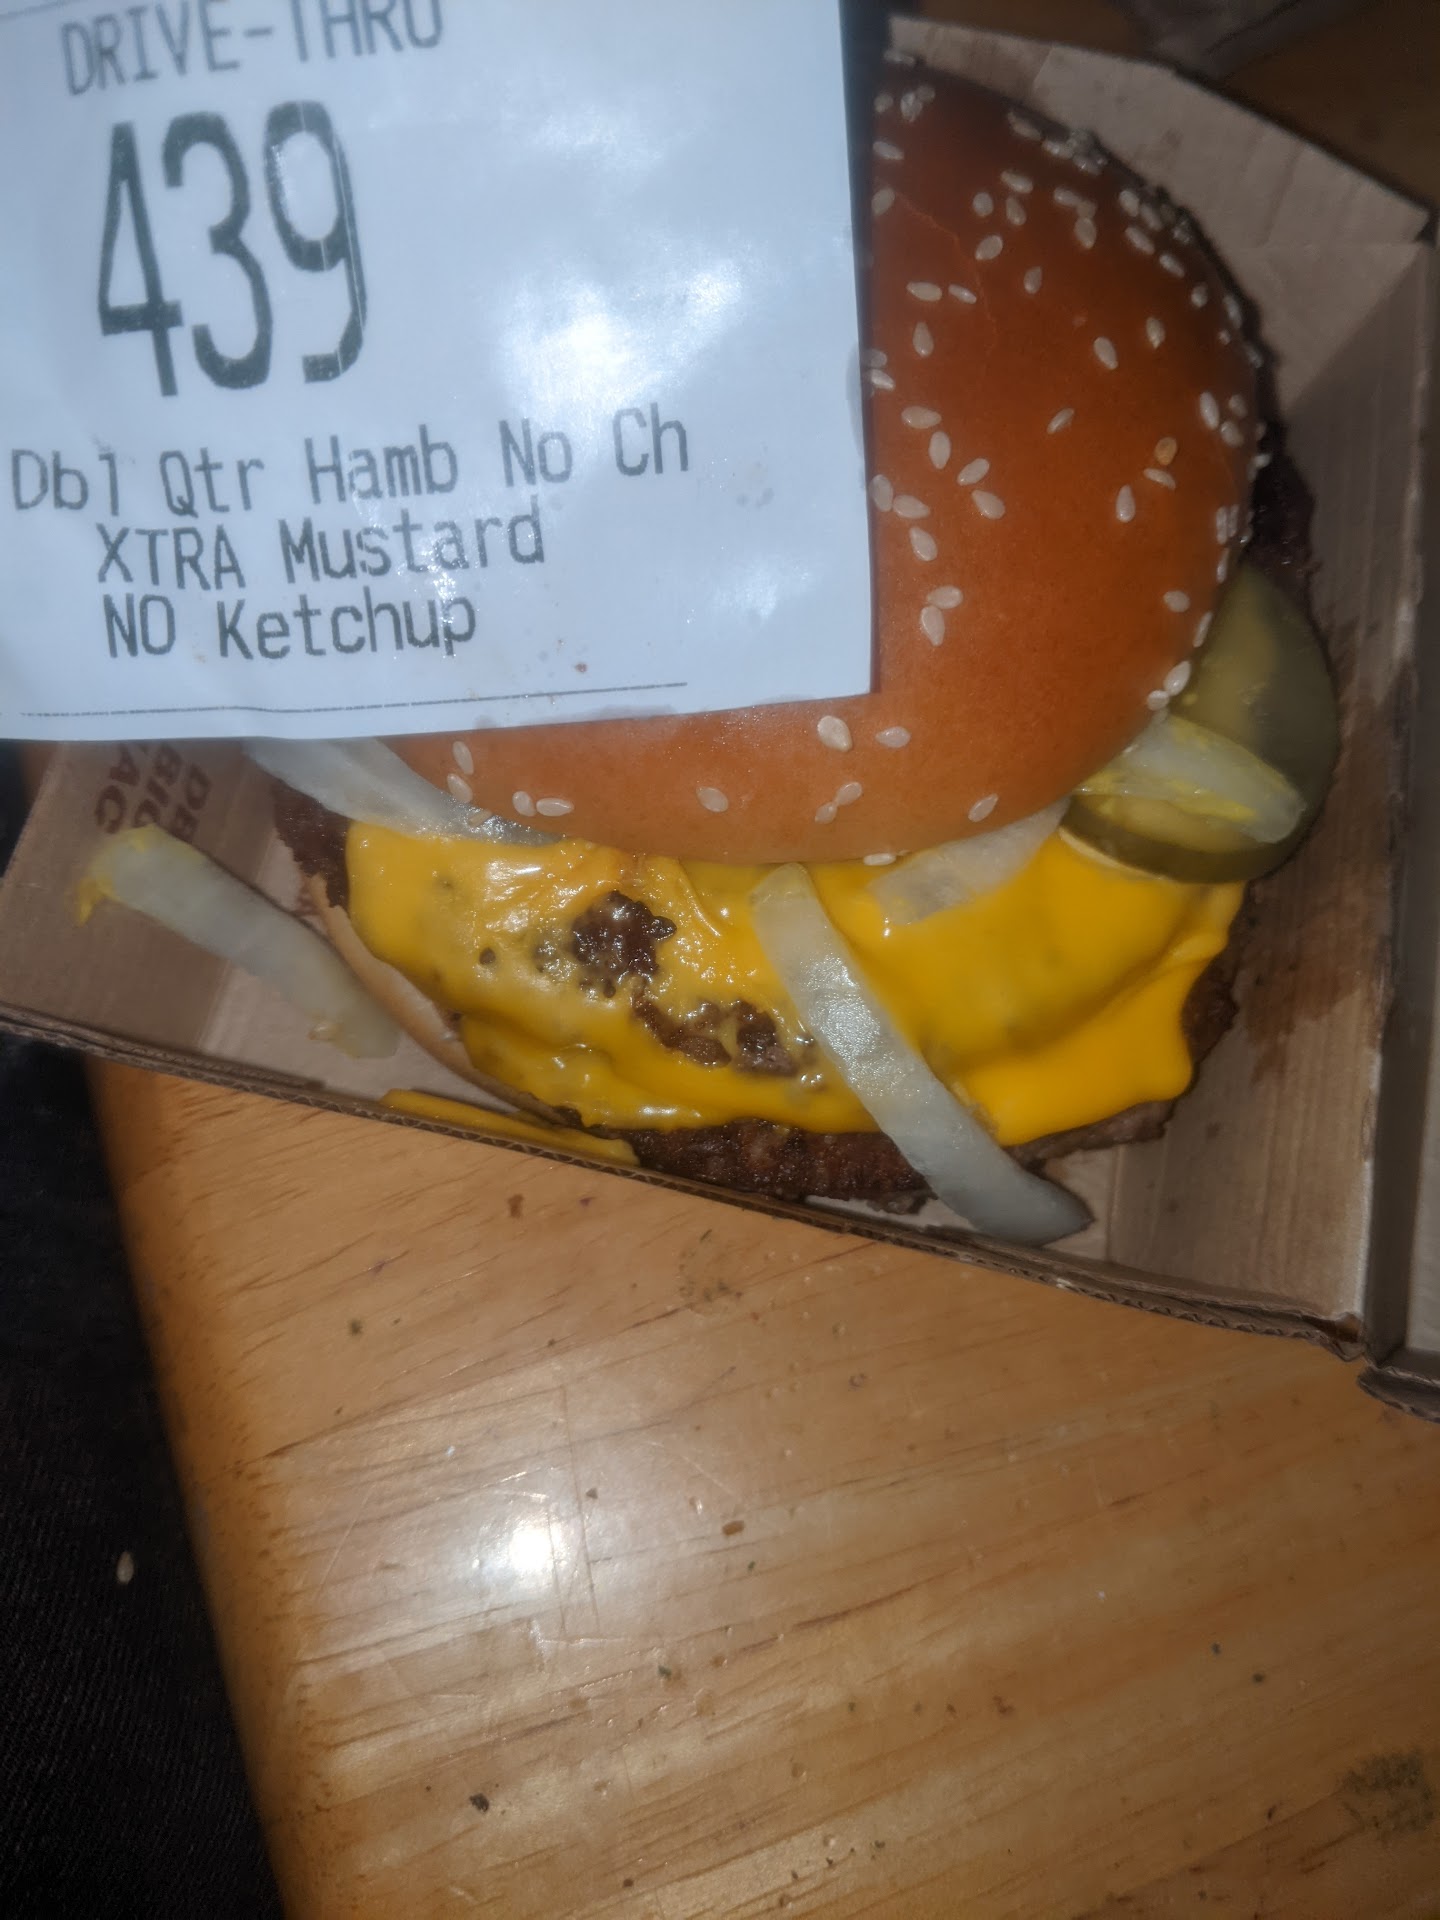 DRIVE-THRU
439
Dbl Qtr Hamb No Ch
XTRA Mustard
NO Ketchup